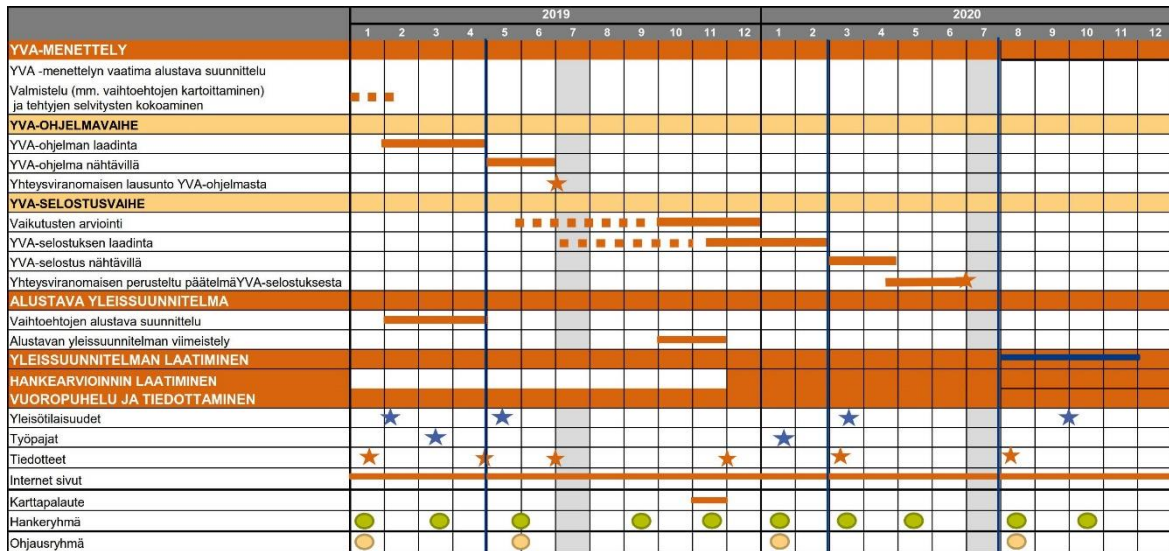 2019 2020
1 2 3 4 5 6 7 8 9 10 11 12 1 2 3 4 5 6 7 8 9 10 11 12
YVA-MENETTELY
YVA -menettelyn vaatima alustava suunnittelu
Valmistelu (mm. vaihtoehtojen kartoittaminen)
ja tehtyjen selvitysten kokoaminen
YVA-OHJELMAVAIHE
YVA-ohjelman laadinta
YVA-ohjelma nähtävillä
Yhteysviranomaisen lausunto YVA-ohjelmasta
YVA-SELOSTUSVAIHE
Vaikutusten arviointi
YVA-selostuksen laadinta
YVA-selostus nähtävillä
Yhteysviranomaisen perusteltu päätelmäYVA-selostuksesta
ALUSTAVA YLEISSUUNNITELMA
Vaihtoehtojen alustava suunnittelu
Alustavan yleissuunnitelman viimeistely
YLEISSUUNNITELMAN LAATIMINEN
HANKEARVIOINNIN LAATIMINEN
VUOROPUHELU JA TIEDOTTAMINEN
Yleisötilaisuudet
Työpajat
Tiedotteet
Internet sivut
Karttapalaute
Hankeryhmä
Ohjausryhmä